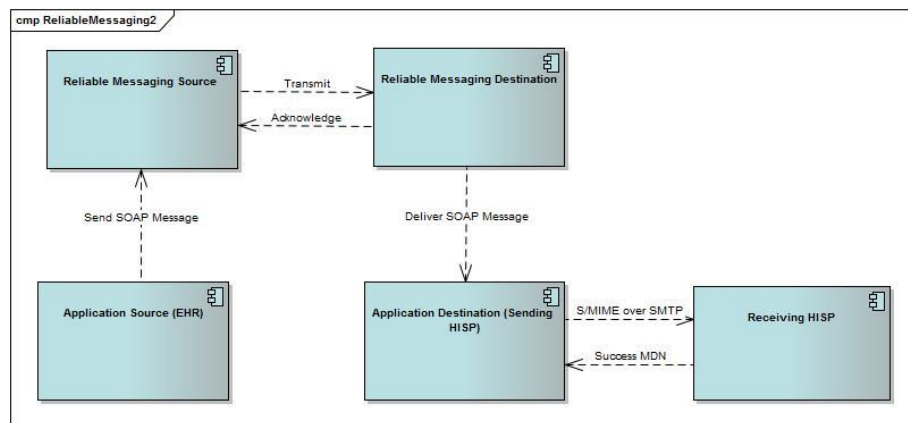 cmp ReliableMessaging2
Reliable Messaging Source
Transmit
Reliable Messaging Destination
Acknowledge
Send SOAP Message
Deliver SOAP Message
Application Source (EHR)
Application Destination (Sending
HISP)
S/MIME over SMTP
Receiving HISP
Success MDN